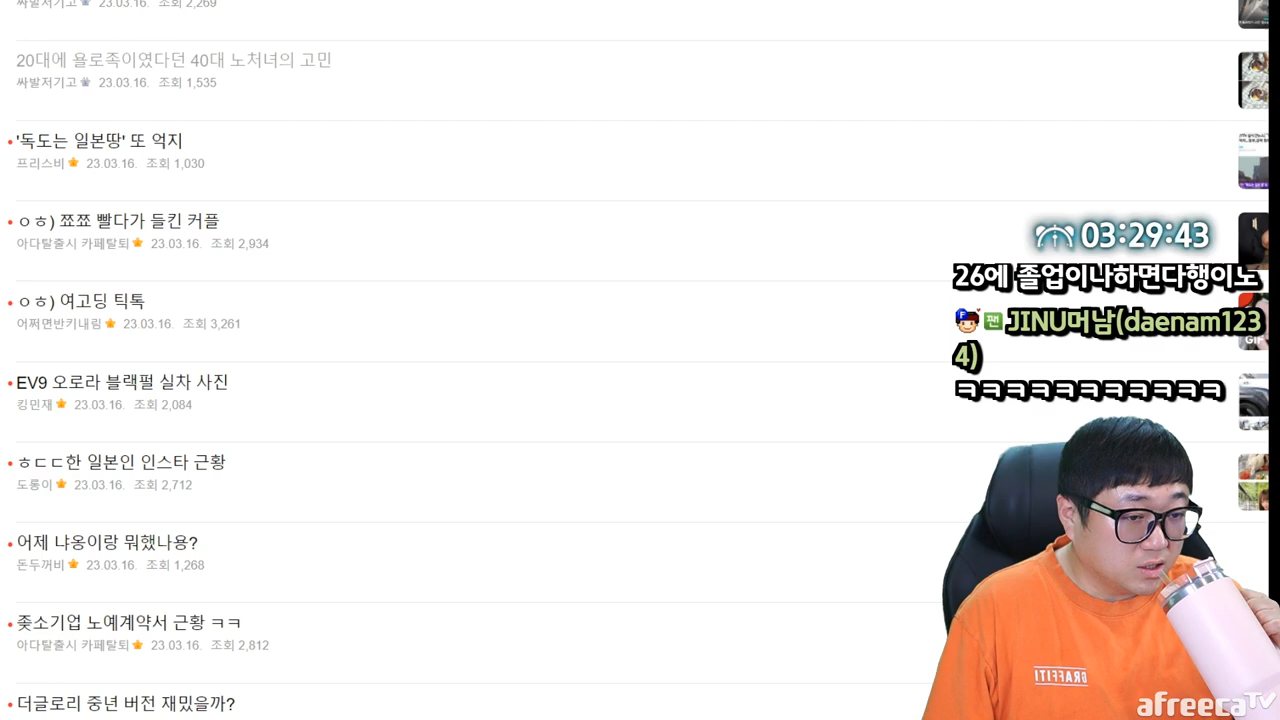 싸발저기고 23.03.16. 조회 2,269
20대에 욜로족이였다던 40대 노처녀의 고민
싸발저기고 23.03.16. 조회 1,535
'독도는 일본땅' 또 억지
프리스비 23.03.16. 조회 1,030
ㅇㅎ) 쬬쬬 빨다가 들킨 커플
아다탈출시 카페탈퇴 23.03.16. 조회 2,934
03:29:43
26에 졸업이나하면다행이노
ㅇㅎ) 여고딩 틱톡
어쩌면반키내림 23.03.16. 조회 3,261
F 팬 JINU머남(daenam123
4)
GIF
EV9 오로라 블랙펄 실차 사진
킹민재 23.03.16. 조회 2,084
ㅋㅋㅋㅋㅋㅋㅋㅋㅋㅋㅋ
ㅎㄷㄷ한 일본인 인스타 근황
도롱이 23.03.16. 조회 2,712
어제 냐옹이랑 뭐했나용?
돈두꺼비 23.03.16. 조회 1,268
좆소기업 노예계약서 근황 ㅋㅋ
아다탈출시 카페탈퇴 23.03.16. 조회 2,812
GRAFFITI
더글로리 중년 버전 재밌을까?
afreecaTV